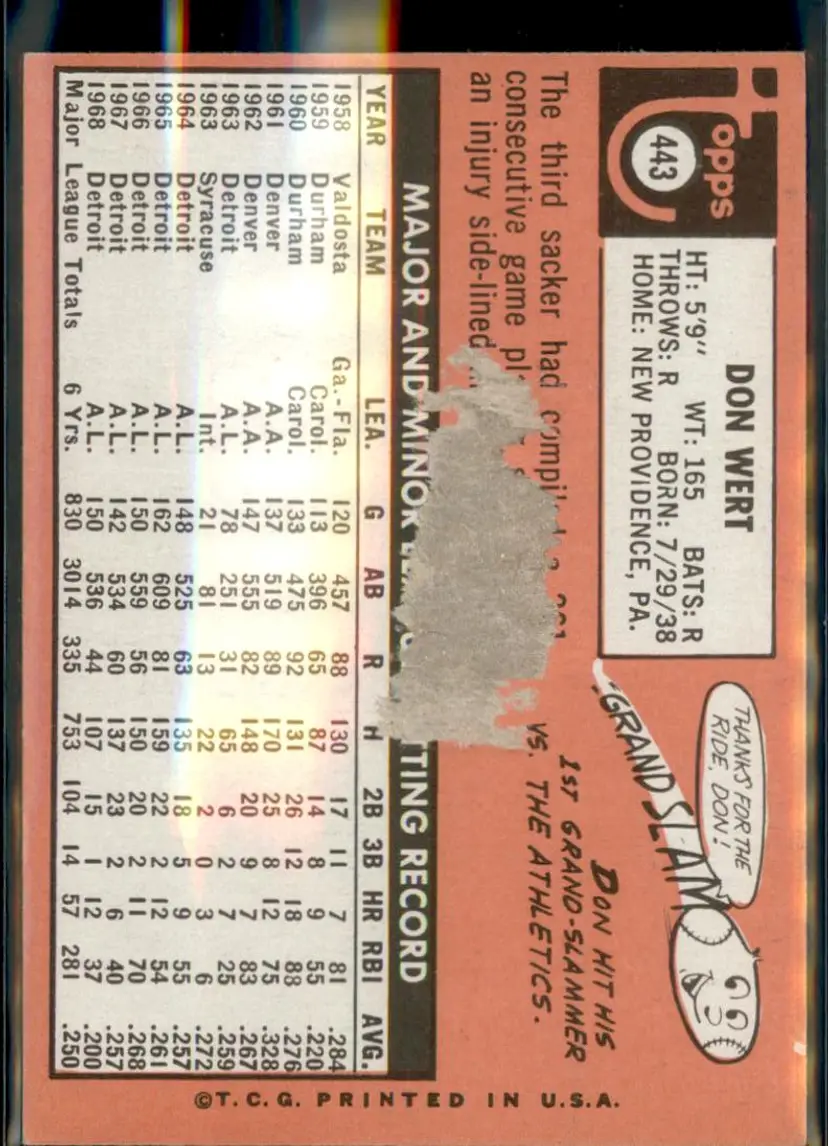 Topps
443
DON WERT
HT: 5'9" WT: 165 BATS: R
THROWS: R BORN: 7/29/38
HOME: NEW PROVIDENCE, PA.
THANKS FOR THE
RIDE, DON!
"GRAND SLAM"
DON HIT HIS
1ST GRAND-SLAMMER
VS. THE ATHLETICS.
The third sacker had
consecutive game
an injury side-lined
MAJOR AND MINOR BATTING RECORD
YEAR TEAM LEA. G AB R H 2B 3B HR RBI AVG.
1958 Valdosta Ga.-Fla. 120 457 88 130 17 11 7 81 .284
1959 Durham Carol. 113 396 65 87 14 8 9 55 .220
1960 Durham Carol. 133 475 92 131 26 12 18 88 .276
1961 Denver A.A. 137 519 89 170 25 8 12 75 .328
1962 Denver A.A. 147 555 82 148 20 9 7 83 .267
1963 Detroit A.L. 78 251 31 65 6 2 7 25 .259
1963 Syracuse Int. 21 81 13 22 2 0 3 6 .272
1964 Detroit A.L. 148 525 63 135 18 5 9 55 .257
1965 Detroit A.L. 162 609 81 159 22 2 12 54 .261
1966 Detroit A.L. 150 559 56 150 20 2 11 70 .268
1967 Detroit A.L. 142 534 60 137 23 2 6 40 .257
1968 Detroit A.L. 150 536 44 107 15 1 12 37 .200
Major League Totals 6 Yrs. 830 3014 335 753 104 14 57 281 .250
©T.C.G. PRINTED IN U.S.A.